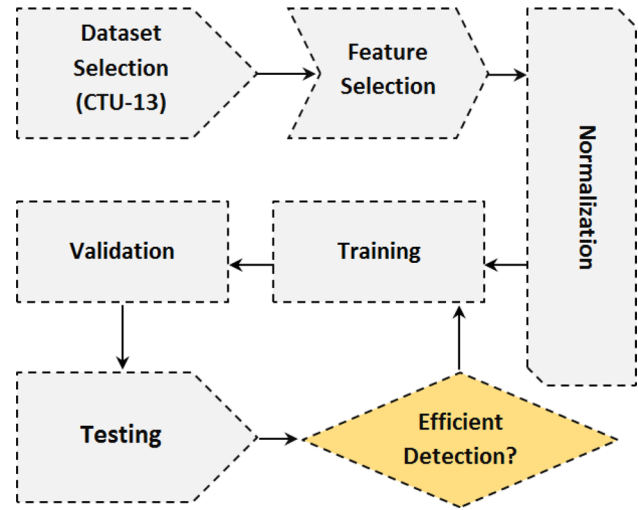 Dataset
Selection
(CTU-13)
Feature
Selection
Normalization
Training
Validation
Testing
Efficient
Detection?